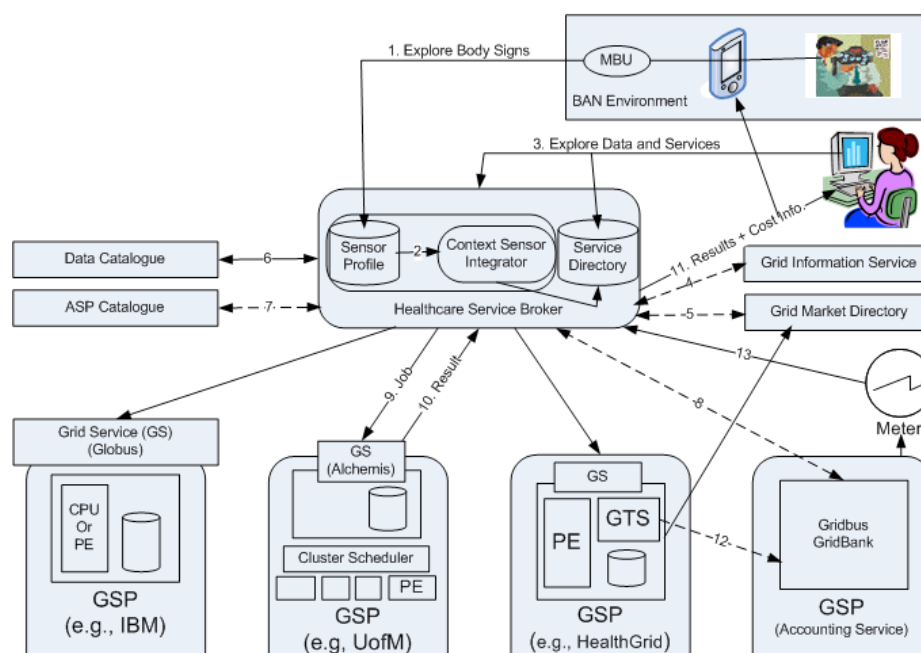 1. Explore Body Signs
MBU
BAN Environment
3. Explore Data and Services
Sensor
Profile
2
Context Sensor
Integrator
Service
Directory
Healthcare Service Broker
Data Catalogue
6
ASP Catalogue
7
11. Results + Cost Info.
4
Grid Information Service
5
Grid Market Directory
13
Meter
9. Job
10. Result
8
Grid Service (GS)
(Globus)
CPU
Or
PE
GSP
(e.g., IBM)
GS
(Alchemis)
Cluster Scheduler
PE
GSP
(e.g, UofM)
GS
PE
GTS
12
GSP
(e.g., HealthGrid)
Gridbus
GridBank
GSP
(Accounting Service)